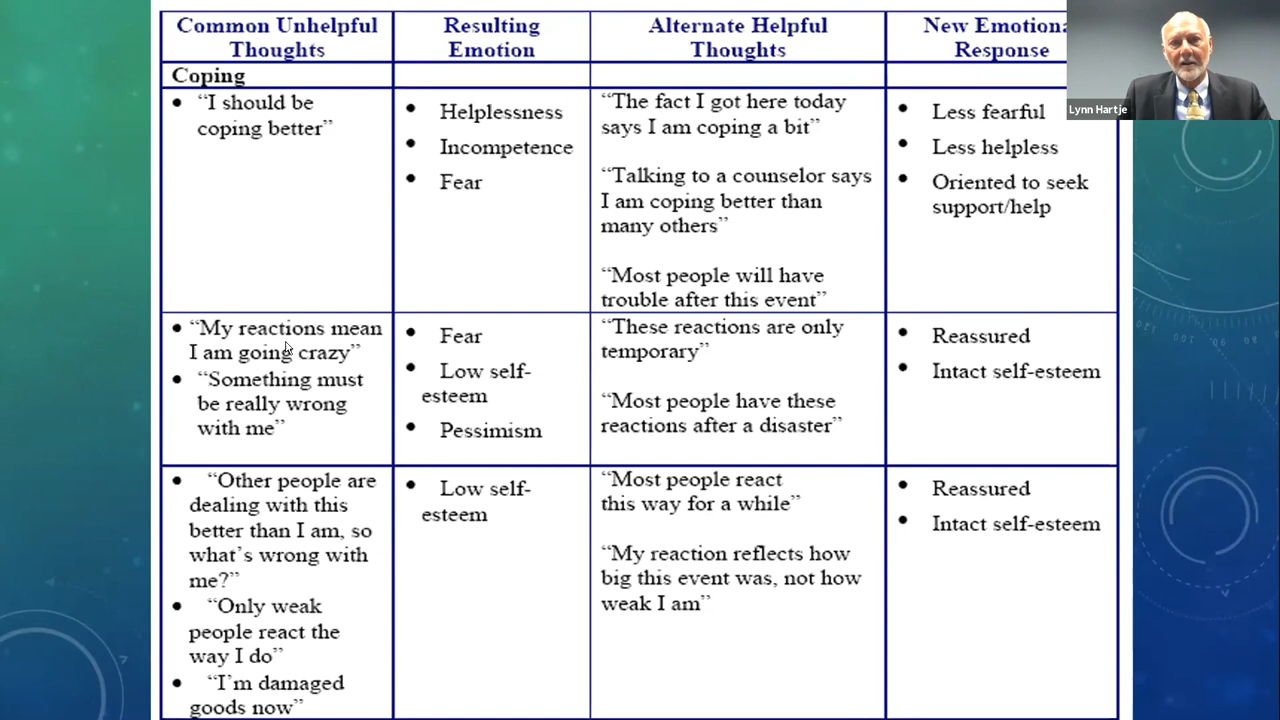 Common Unhelpful
Thoughts
Resulting
Emotion
Alternate Helpful
Thoughts
New Emotiona
Response
Lynn Hartje
Coping
• “I should be
coping better”
• Helplessness
• Incompetence
• Fear
“The fact I got here today
says I am coping a bit”
“Talking to a counselor says
I am coping better than
many others”
“Most people will have
trouble after this event”
• Less fearful
• Less helpless
• Oriented to seek
support/help
• “My reactions mean
I am going crazy”
• “Something must
be really wrong
with me”
• Fear
• Low self-
esteem
• Pessimism
“These reactions are only
temporary”
“Most people have these
reactions after a disaster”
• Reassured
• Intact self-esteem
• “Other people are
dealing with this
better than I am, so
what’s wrong with
me?”
• “Only weak
people react the
way I do”
• “I’m damaged
goods now”
• Low self-
esteem
“Most people react
this way for a while”
“My reaction reflects how
big this event was, not how
weak I am”
• Reassured
• Intact self-esteem
120 100 90 80